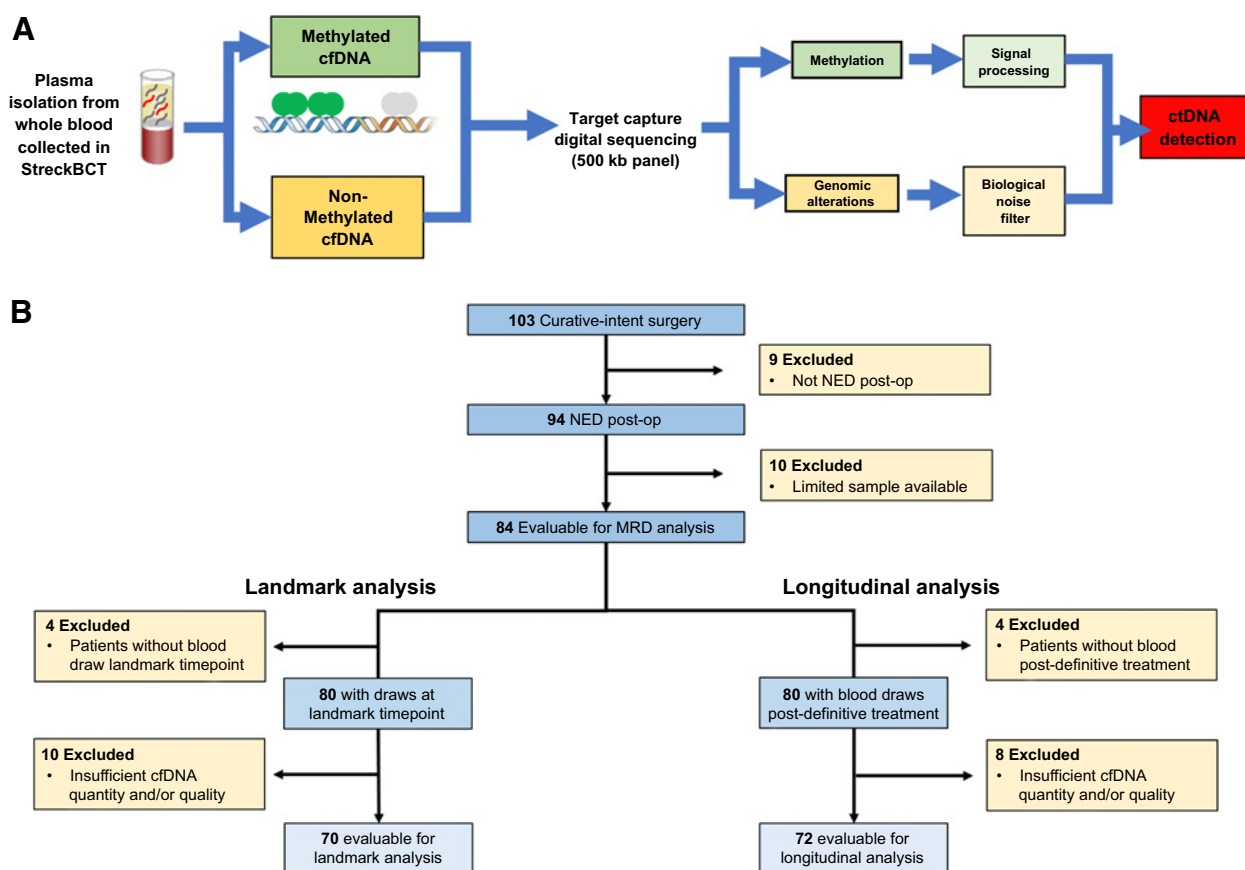 A
Plasma
isolation from
whole blood
collected in
StreckBCT
Methylated
cfDNA
Non-
Methylated
cfDNA
Target capture
digital sequencing
(500 kb panel)
Methylation
Signal
processing
Genomic
alterations
Biological
noise
filter
ctDNA
detection
B
103 Curative-intent surgery
9 Excluded
• Not NED post-op
94 NED post-op
10 Excluded
• Limited sample available
84 Evaluable for MRD analysis
Landmark analysis
4 Excluded
• Patients without blood
draw landmark timepoint
80 with draws at
landmark timepoint
10 Excluded
• Insufficient cfDNA
quantity and/or quality
70 evaluable for
landmark analysis
Longitudinal analysis
4 Excluded
• Patients without blood
post-definitive treatment
80 with blood draws
post-definitive treatment
8 Excluded
• Insufficient cfDNA
quantity and/or quality
72 evaluable for
longitudinal analysis